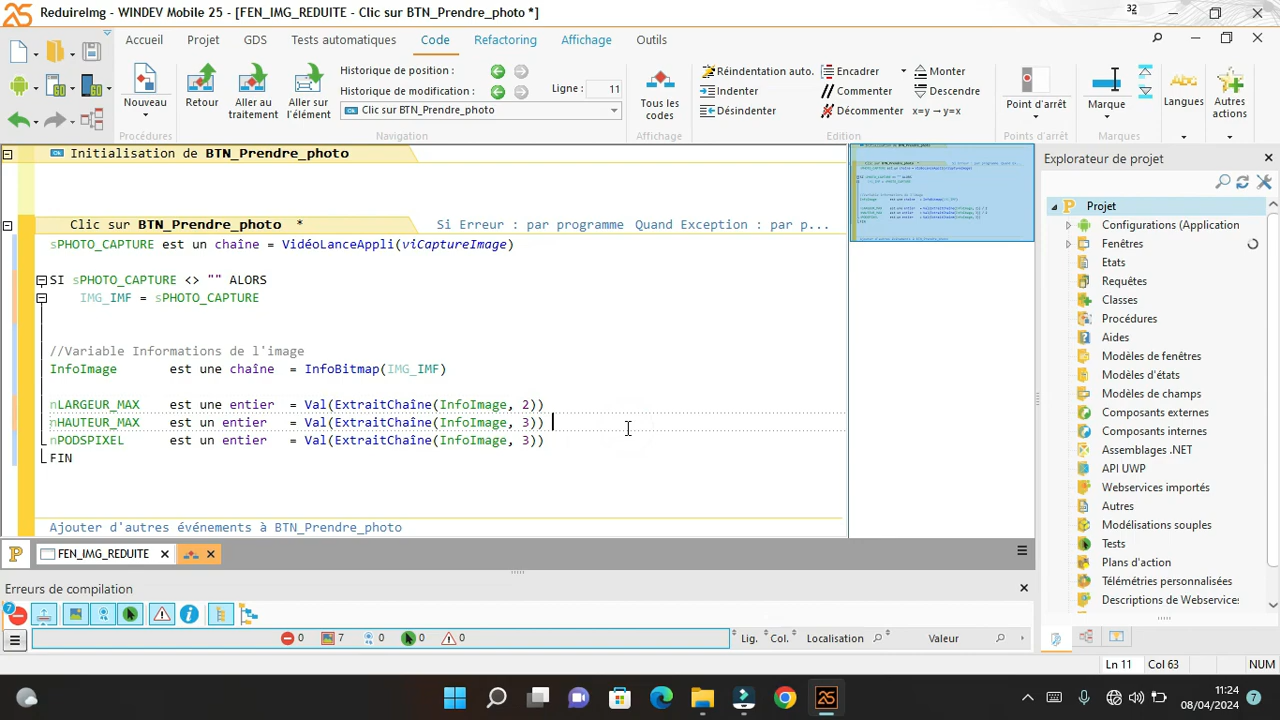 ReduireImg - WINDEV Mobile 25 - [FEN_IMG_REDUITE - Clic sur BTN_Prendre_photo *]
32
Accueil Projet GDS Tests automatiques Code Refactoring Affichage Outils
Nouveau
Retour
Aller au traitement
Aller sur l'élément
Historique de position :
Historique de modification :
Ligne : 11
Clic sur BTN_Prendre_photo
Tous les codes
Réindentation auto.
Indenter
Désindenter
Encadrer
Commenter
Décommenter
Monter
Descendre
x=y → y=x
Point d'arrêt
Marque
Langues
Autres actions
Procédures Navigation Affichage Edition Points d'arrêt Marques
Initialisation de BTN_Prendre_photo
Clic sur BTN_Prendre_photo * Erreur : par programme Quand Exception : par p...
sPHOTO_CAPTURE est un chaîne = VidéoLanceAppli(viCaptureImage)
SI sPHOTO_CAPTURE <> "" ALORS
IMG_IMF = sPHOTO_CAPTURE
//Variable Informations de l'image
InfoImage est une chaîne = InfoBitmap(IMG_IMF)
nLARGEUR_MAX est une entier = Val(ExtraitChaîne(InfoImage, 2))
nHAUTEUR_MAX est un entier = Val(ExtraitChaîne(InfoImage, 3))
nPODSPIXEL est un entier = Val(ExtraitChaîne(InfoImage, 3))
FIN
Ajouter d'autres événements à BTN_Prendre_photo
Explorateur de projet
Projet
Configurations (Application
Fenêtres
Etats
Requêtes
Classes
Procédures
Aides
Modèles de fenêtres
Modèles d'états
Modèles de champs
Composants externes
Composants internes
Assemblages .NET
API UWP
Webservices importés
Autres
Modélisations souples
Tests
Plans d'action
Télémétries personnalisées
Descriptions de Webservice
FEN_IMG_REDUITE
Erreurs de compilation
7
0 7 0 0 0
Lig. Col. Localisation Valeur
Ln 11 Col 63 NUM
11:24
08/04/2024
7